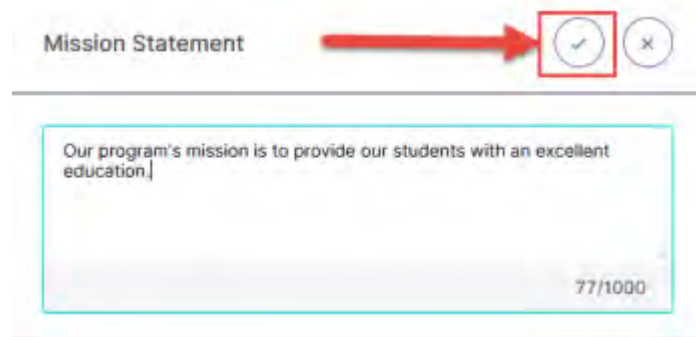 Mission Statement
Our program's mission is to provide our students with an excellent
education.
77/1000